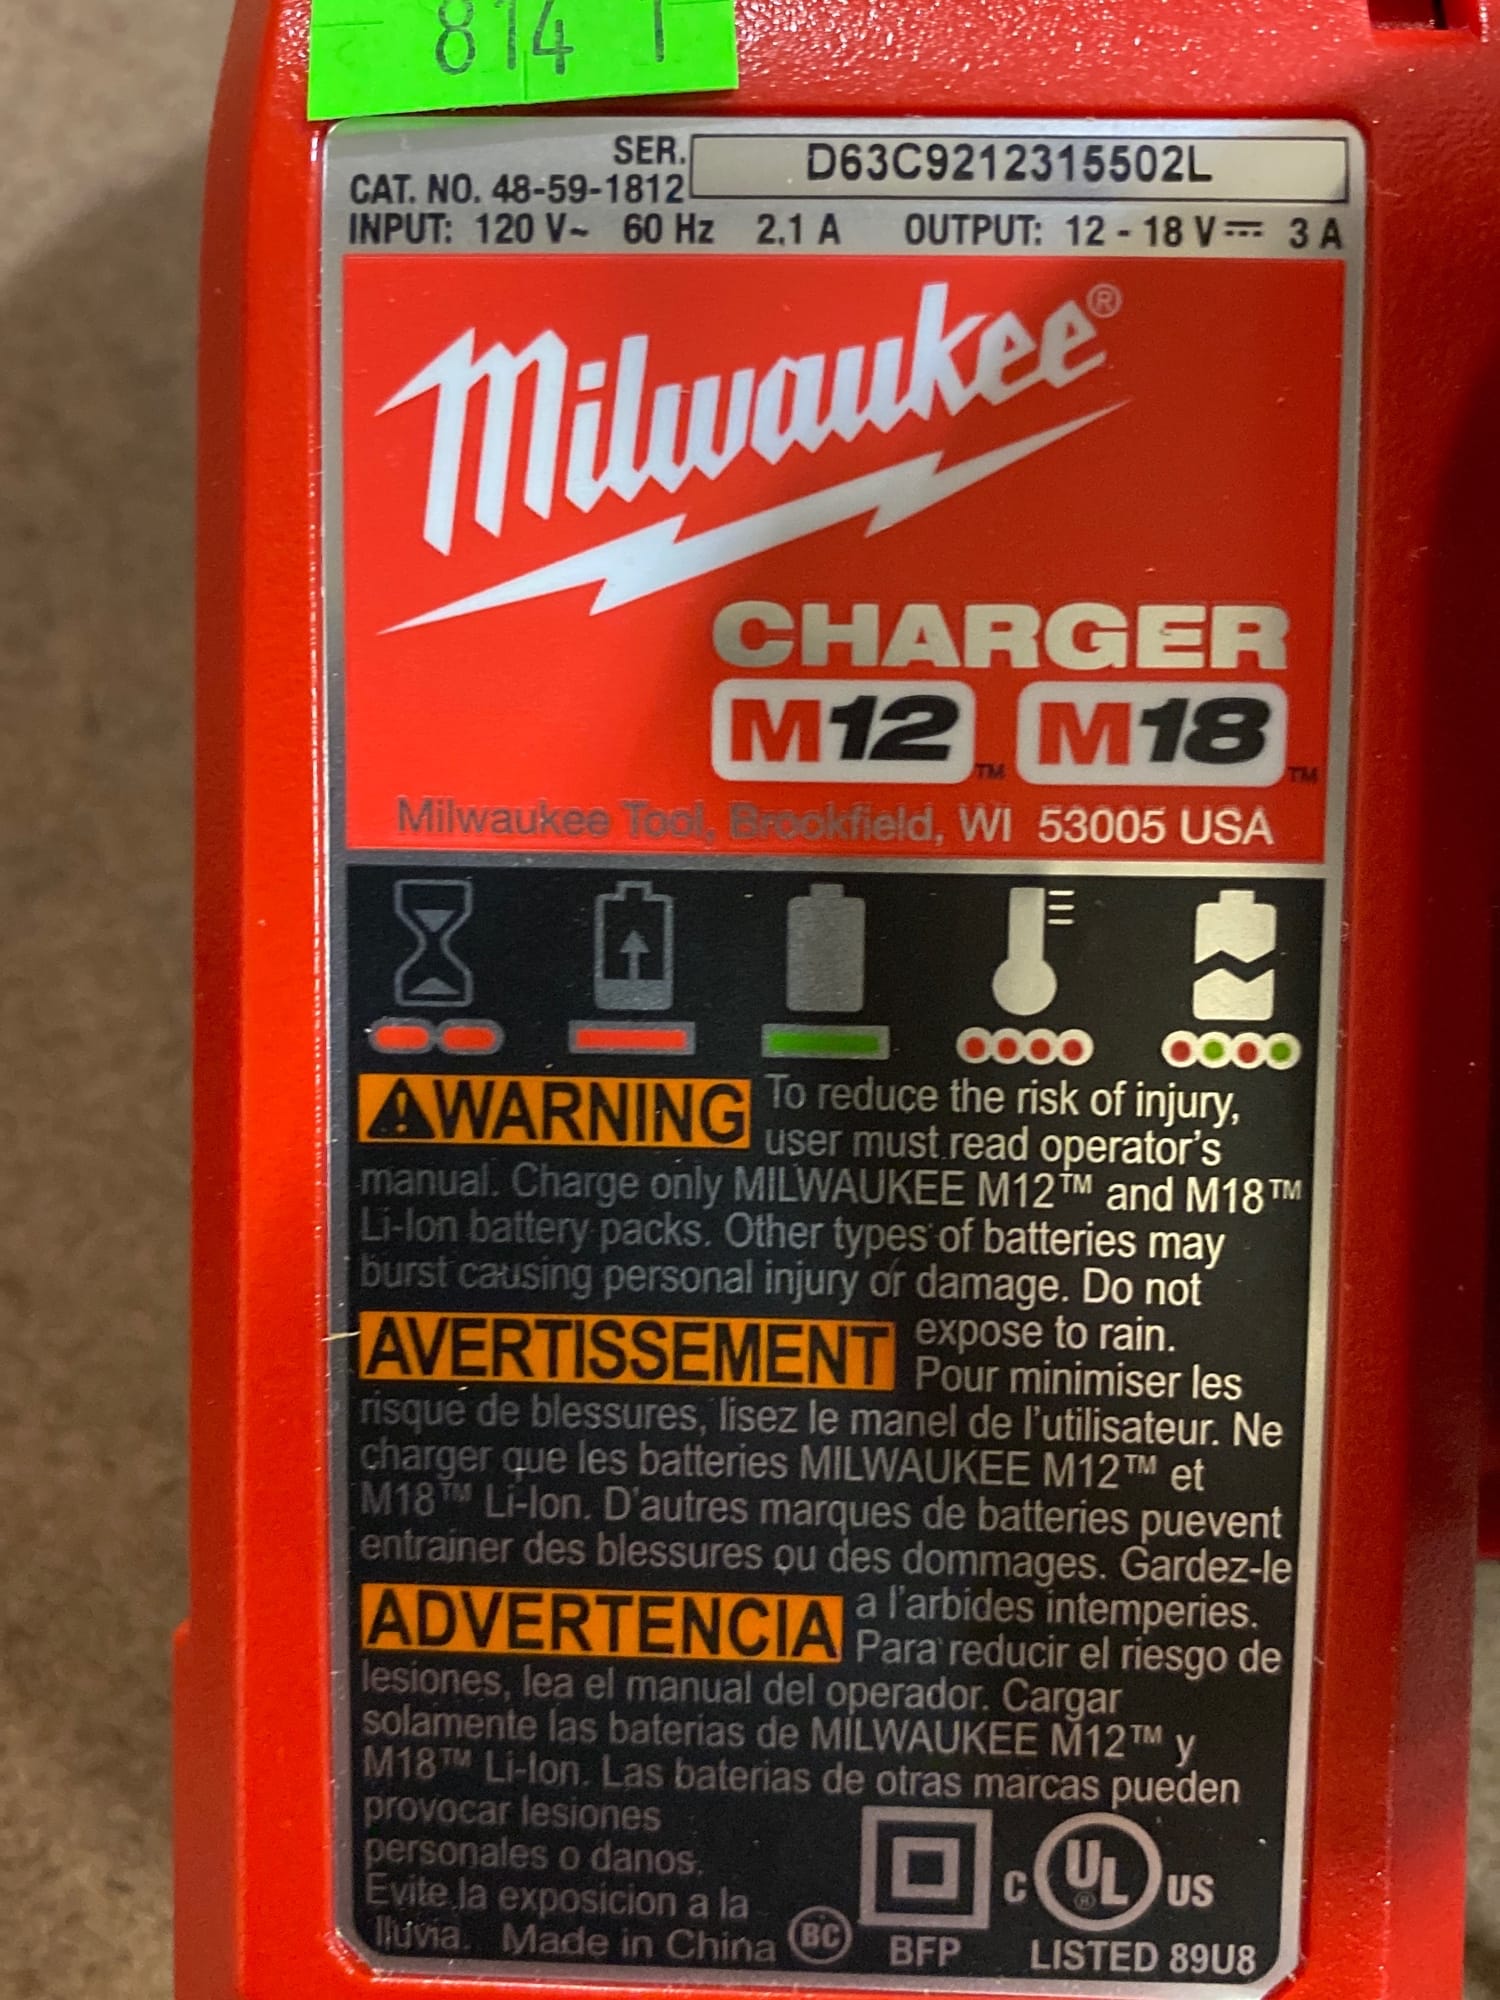 814 1
SER. D63C9212315502L
CAT. NO. 48-59-1812
INPUT: 120 V~ 60 Hz 2.1 A OUTPUT: 12 - 18 V⎓ 3 A
Milwaukee®
CHARGER
M12™ M18™
Milwaukee Tool, Brookfield, WI 53005 USA
⚠WARNING To reduce the risk of injury,
user must read operator's
manual. Charge only MILWAUKEE M12™ and M18™
Li-Ion battery packs. Other types of batteries may
burst causing personal injury or damage. Do not
expose to rain.
AVERTISSEMENT Pour minimiser les
risque de blessures, lisez le manel de l'utilisateur. Ne
charger que les batteries MILWAUKEE M12™ et
M18™ Li-Ion. D'autres marques de batteries puevent
entrainer des blessures ou des dommages. Gardez-le
a l'arbides intemperies.
ADVERTENCIA Para reducir el riesgo de
lesiones, lea el manual del operador. Cargar
solamente las baterias de MILWAUKEE M12™ y
M18™ Li-Ion. Las baterias de otras marcas pueden
provocar lesiones
personales o danos.
Evite la exposicion a la
lluvia. Made in China
BC
BFP
C UL® US
LISTED 89U8